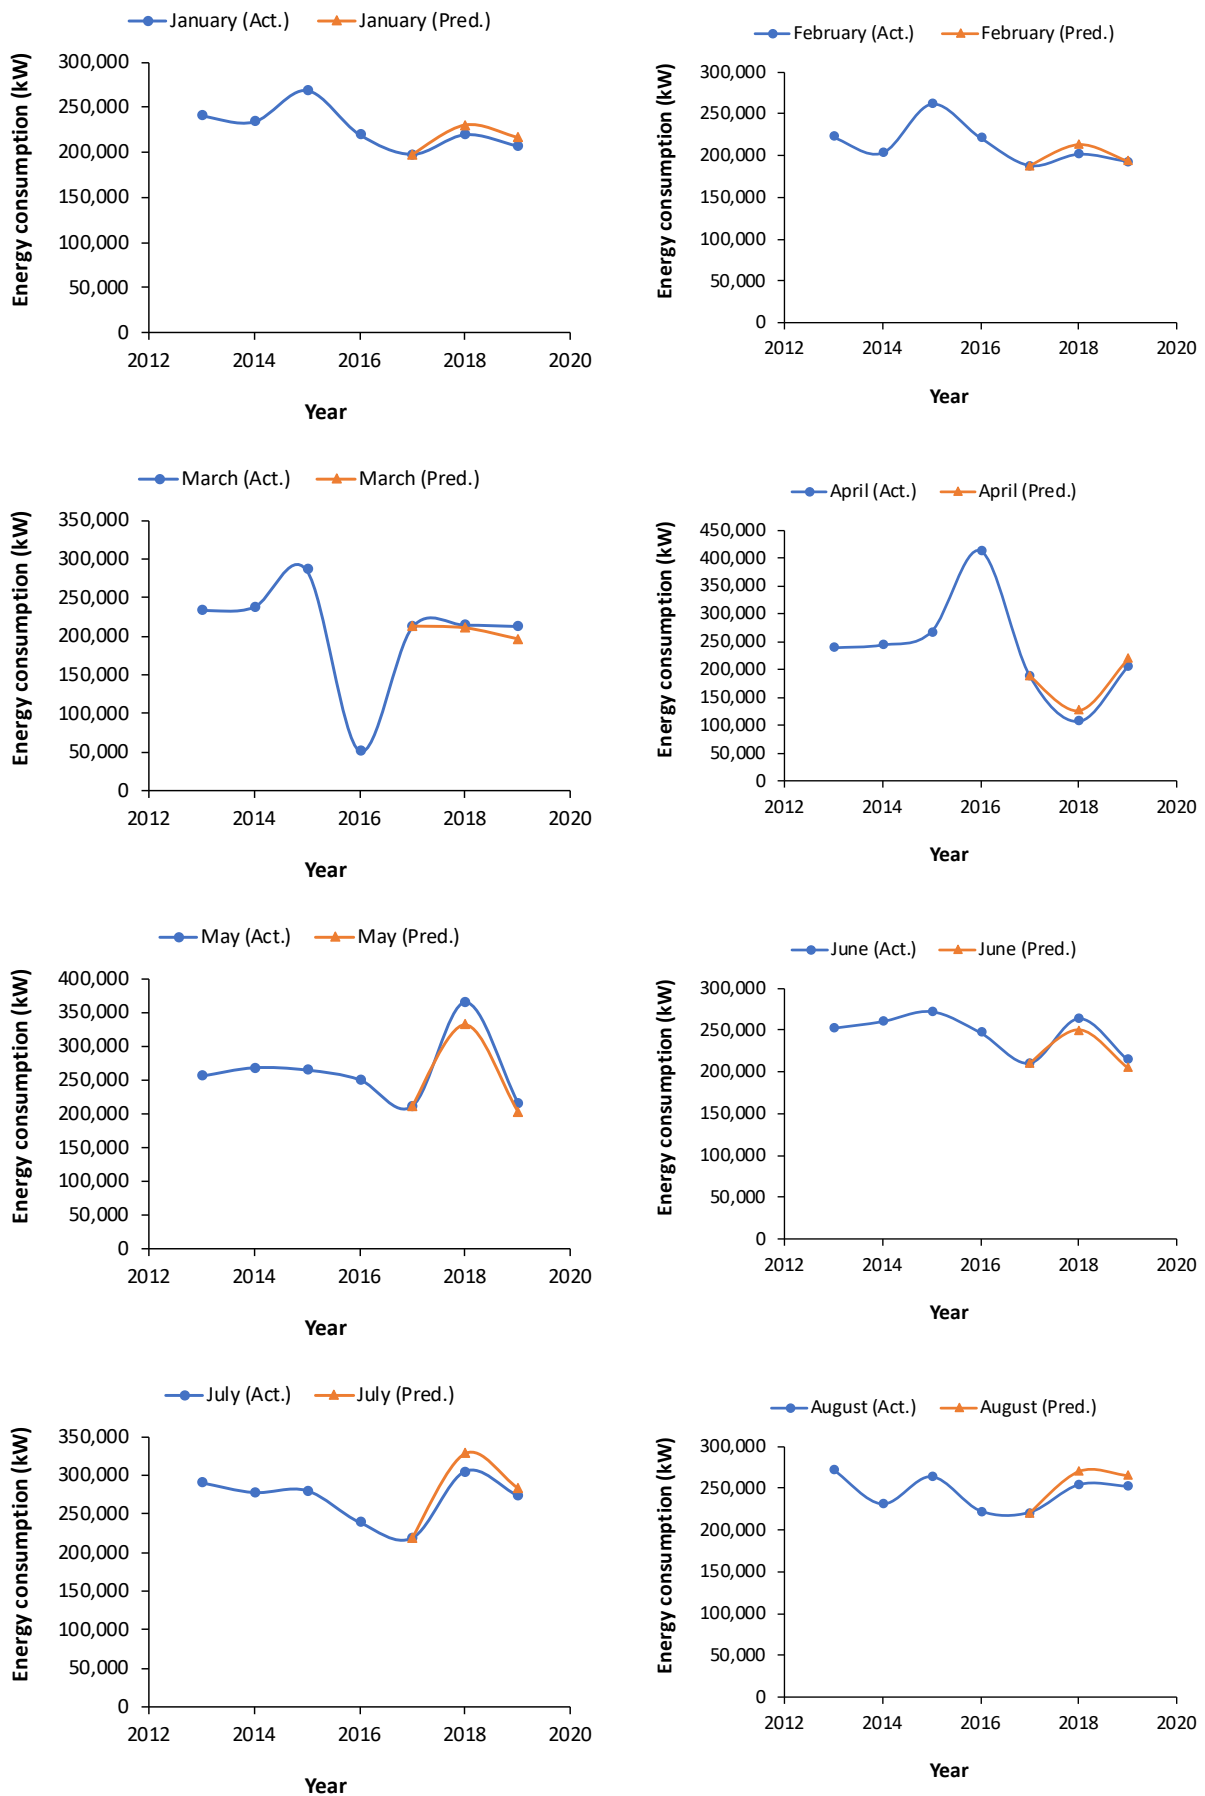 January (Act.) January (Pred.)
Energy consumption (kW)
300,000
250,000
200,000
150,000
100,000
50,000
0
2012 2014 2016 2018 2020
Year
February (Act.) February (Pred.)
Energy consumption (kW)
300,000
250,000
200,000
150,000
100,000
50,000
0
2012 2014 2016 2018 2020
Year
March (Act.) March (Pred.)
Energy consumption (kW)
350,000
300,000
250,000
200,000
150,000
100,000
50,000
0
2012 2014 2016 2018 2020
Year
April (Act.) April (Pred.)
Energy consumption (kW)
450,000
400,000
350,000
300,000
250,000
200,000
150,000
100,000
50,000
0
2012 2014 2016 2018 2020
Year
May (Act.) May (Pred.)
Energy consumption (kW)
400,000
350,000
300,000
250,000
200,000
150,000
100,000
50,000
0
2012 2014 2016 2018 2020
Year
June (Act.) June (Pred.)
Energy consumption (kW)
300,000
250,000
200,000
150,000
100,000
50,000
0
2012 2014 2016 2018 2020
Year
July (Act.) July (Pred.)
Energy consumption (kW)
350,000
300,000
250,000
200,000
150,000
100,000
50,000
0
2012 2014 2016 2018 2020
Year
August (Act.) August (Pred.)
Energy consumption (kW)
300,000
250,000
200,000
150,000
100,000
50,000
0
2012 2014 2016 2018 2020
Year